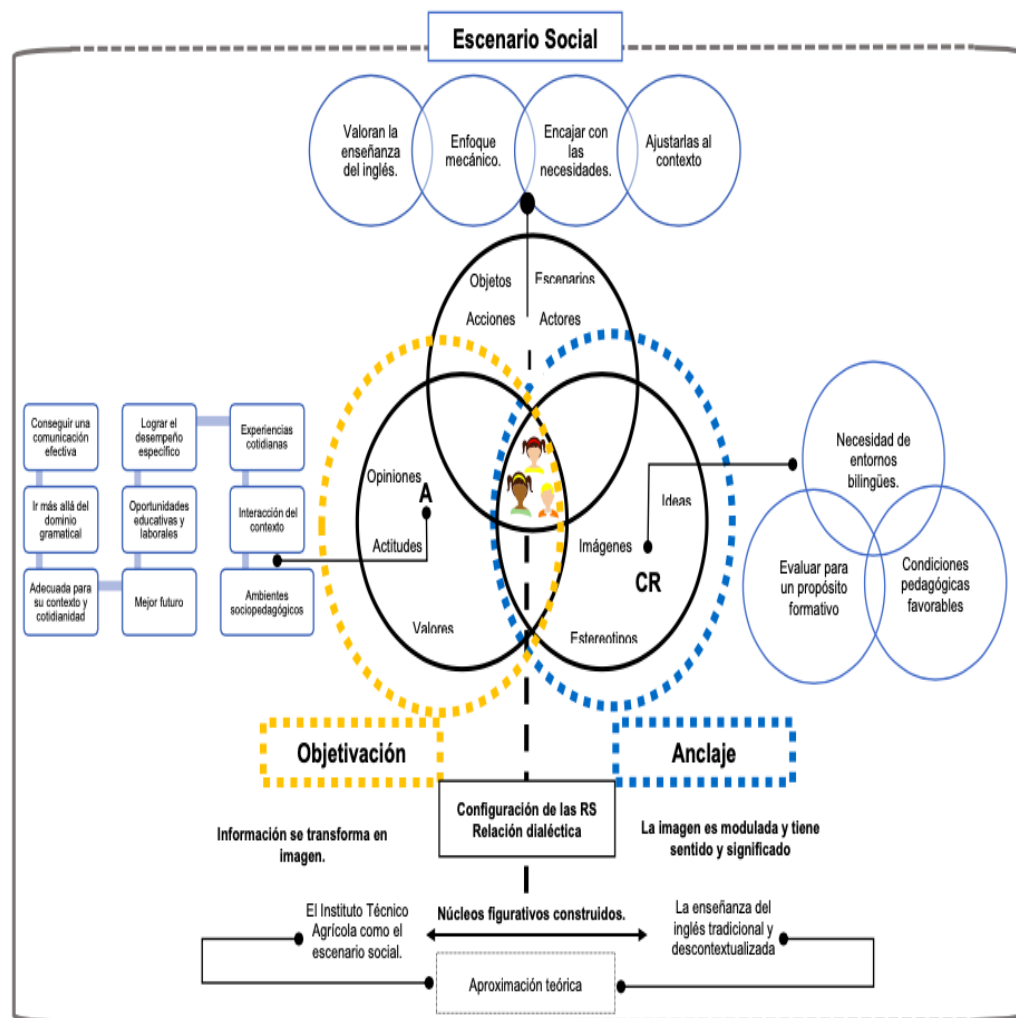 Escenario Social
Valoran la
enseñanza
del inglés.
Enfoque
mecánico.
Encajar con
las
necesidades.
Ajustarlas al
contexto
Objetos
Escenarios
Acciones
Actores
Conseguir una
comunicación
efectiva
Lograr el
desempeño
específico
Experiencias
cotidianas
Ir más allá del
dominio
gramatical
Oportunidades
educativas y
laborales
Interacción del
contexto
Adecuada para
su contexto y
cotidianidad
Mejor futuro
Ambientes
sociopedagógicos
Opiniones
A
Actitudes
Valores
Ideas
Imágenes
CR
Estereotipos
Necesidad de
entornos
bilingües.
Evaluar para
un propósito
formativo
Condiciones
pedagógicas
favorables
Objetivación
Anclaje
Configuración de las RS
Relación dialéctica
Información se transforma en
imagen.
La imagen es modulada y tiene
sentido y significado
El Instituto Técnico
Agrícola como el
escenario social.
Núcleos figurativos construidos.
La enseñanza del
inglés tradicional y
descontextualizada
Aproximación teórica